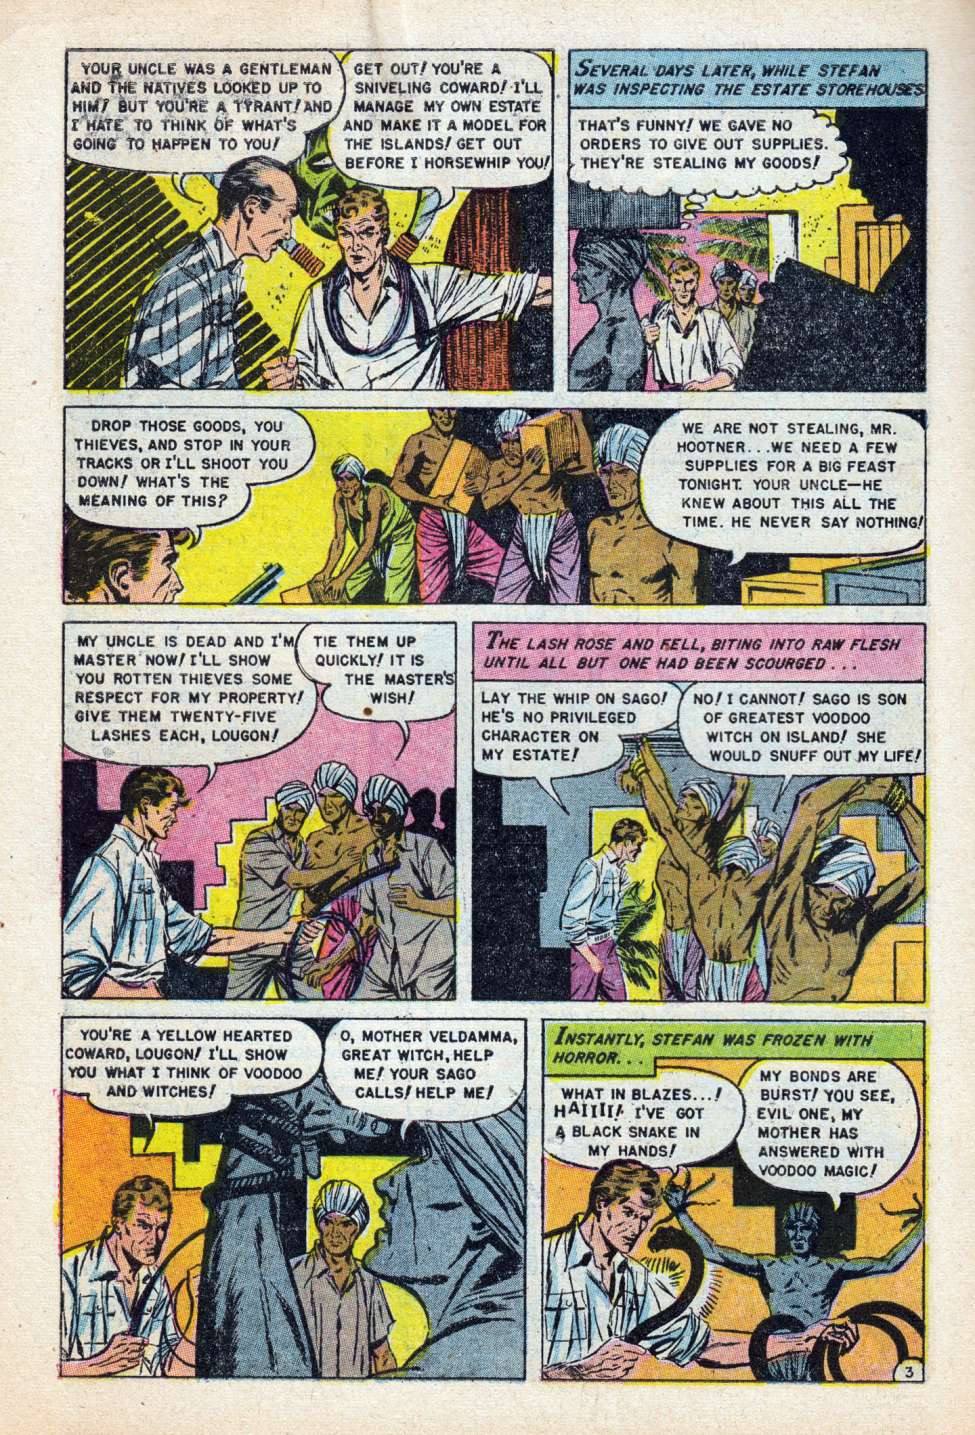 YOUR UNCLE WAS A GENTLEMAN
AND THE NATIVES LOOKED UP TO
HIM! BUT YOU'RE A TYRANT! AND
I HATE TO THINK OF WHAT'S
GOING TO HAPPEN TO YOU!
GET OUT! YOU'RE A
SNIVELING COWARD! I'LL
MANAGE MY OWN ESTATE
AND MAKE IT A MODEL FOR
THE ISLANDS! GET OUT
BEFORE I HORSEWHIP YOU!
SEVERAL DAYS LATER, WHILE STEFAN
WAS INSPECTING THE ESTATE STOREHOUSES
THAT'S FUNNY! WE GAVE NO
ORDERS TO GIVE OUT SUPPLIES.
THEY'RE STEALING MY GOODS!
DROP THOSE GOODS, YOU
THIEVES, AND STOP IN YOUR
TRACKS OR I'LL SHOOT YOU
DOWN! WHAT'S THE
MEANING OF THIS?
WE ARE NOT STEALING, MR.
HOOTNER...WE NEED A FEW
SUPPLIES FOR A BIG FEAST
TONIGHT. YOUR UNCLE—HE
KNEW ABOUT THIS ALL THE
TIME. HE NEVER SAY NOTHING!
MY UNCLE IS DEAD AND I'M
MASTER NOW! I'LL SHOW
YOU ROTTEN THIEVES SOME
RESPECT FOR MY PROPERTY!
GIVE THEM TWENTY-FIVE
LASHES EACH, LOUGON!
TIE THEM UP
QUICKLY! IT IS
THE MASTER'S
WISH!
THE LASH ROSE AND FELL, BITING INTO RAW FLESH
UNTIL ALL BUT ONE HAD BEEN SCOURGED...
LAY THE WHIP ON SAGO!
HE'S NO PRIVILEGED
CHARACTER ON
MY ESTATE!
NO! I CANNOT! SAGO IS SON
OF GREATEST VOODOO
WITCH ON ISLAND! SHE
WOULD SNUFF OUT MY LIFE!
YOU'RE A YELLOW HEARTED
COWARD, LOUGON! I'LL SHOW
YOU WHAT I THINK OF VOODOO
AND WITCHES!
O, MOTHER VELDAMMA,
GREAT WITCH, HELP
ME! YOUR SAGO
CALLS! HELP ME!
INSTANTLY, STEFAN WAS FROZEN WITH
HORROR...
WHAT IN BLAZES...!
HAIIIII! I'VE GOT
A BLACK SNAKE IN
MY HANDS!
MY BONDS ARE
BURST! YOU SEE,
EVIL ONE, MY
MOTHER HAS
ANSWERED WITH
VOODOO MAGIC!
3